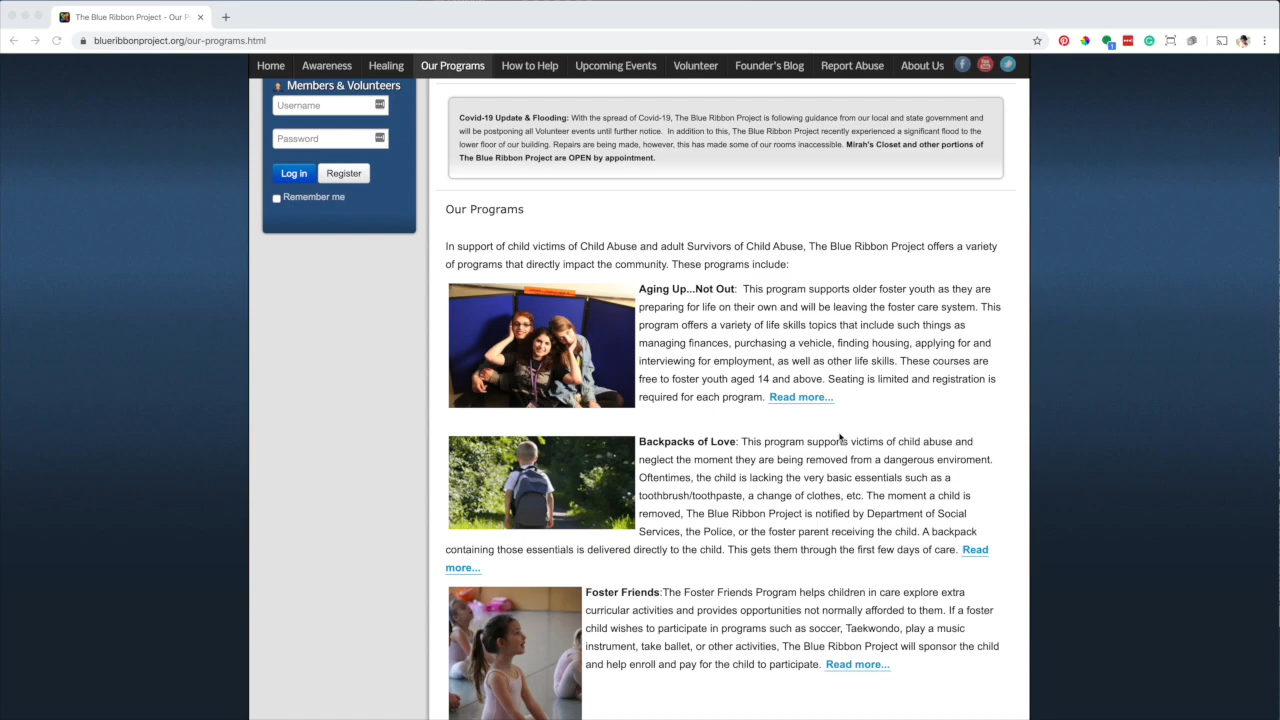 The Blue Ribbon Project - Our P
blueribbonproject.org/our-programs.html
1
Home Awareness Healing Our Programs How to Help Upcoming Events Volunteer Founder's Blog Report Abuse About Us
Members & Volunteers
Username
Password
Log in Register
Remember me
Covid-19 Update & Flooding: With the spread of Covid-19, The Blue Ribbon Project is following guidance from our local and state government and
will be postponing all Volunteer events until further notice. In addition to this, The Blue Ribbon Project recently experienced a significant flood to the
lower floor of our building. Repairs are being made, however, this has made some of our rooms inaccessible. Mirah's Closet and other portions of
The Blue Ribbon Project are OPEN by appointment.
Our Programs
In support of child victims of Child Abuse and adult Survivors of Child Abuse, The Blue Ribbon Project offers a variety
of programs that directly impact the community. These programs include:
Aging Up...Not Out: This program supports older foster youth as they are
preparing for life on their own and will be leaving the foster care system. This
program offers a variety of life skills topics that include such things as
managing finances, purchasing a vehicle, finding housing, applying for and
interviewing for employment, as well as other life skills. These courses are
free to foster youth aged 14 and above. Seating is limited and registration is
required for each program. Read more...
Backpacks of Love: This program supports victims of child abuse and
neglect the moment they are being removed from a dangerous enviroment.
Oftentimes, the child is lacking the very basic essentials such as a
toothbrush/toothpaste, a change of clothes, etc. The moment a child is
removed, The Blue Ribbon Project is notified by Department of Social
Services, the Police, or the foster parent receiving the child. A backpack
containing those essentials is delivered directly to the child. This gets them through the first few days of care. Read
more...
Foster Friends:The Foster Friends Program helps children in care explore extra
curricular activities and provides opportunities not normally afforded to them. If a foster
child wishes to participate in programs such as soccer, Taekwondo, play a music
instrument, take ballet, or other activities, The Blue Ribbon Project will sponsor the child
and help enroll and pay for the child to participate. Read more...